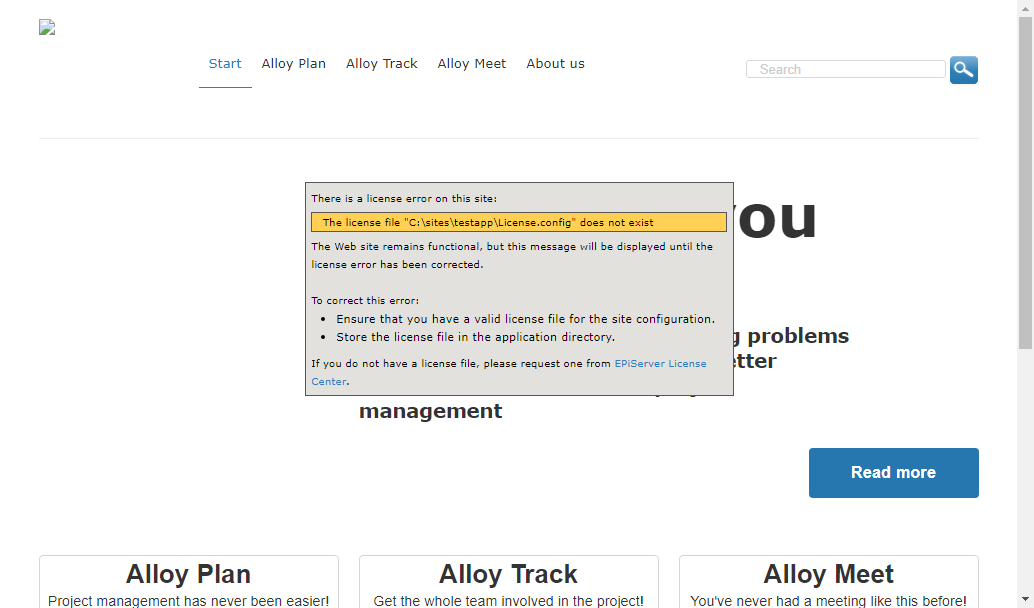 Start Alloy Plan Alloy Track Alloy Meet About us
Search
There is a license error on this site:
The license file "C:\sites\testapp\License.config" does not exist
The Web site remains functional, but this message will be displayed until the
license error has been corrected.
To correct this error:
• Ensure that you have a valid license file for the site configuration.
• Store the license file in the application directory.
If you do not have a license file, please request one from EPiServer License
Center.
you
problems
management
Read more
Alloy Plan
Project management has never been easier!
Alloy Track
Get the whole team involved in the project!
Alloy Meet
You've never had a meeting like this before!